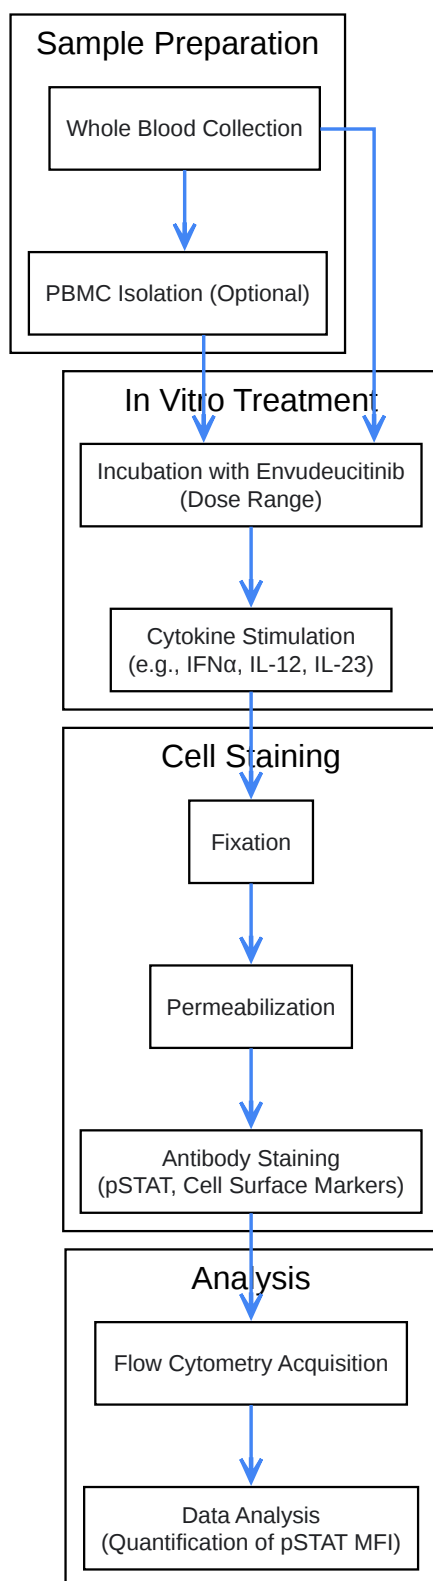 Sample Preparation
Whole Blood Collection
PBMC Isolation (Optional)
In Vitro Treatment
Incubation with Envudeucitinib
(Dose Range)
Cytokine Stimulation
(e.g., IFNα, IL-12, IL-23)
Cell Staining
Fixation
Permeabilization
Antibody Staining
(pSTAT, Cell Surface Markers)
Analysis
Flow Cytometry Acquisition
Data Analysis
(Quantification of pSTAT MFI)